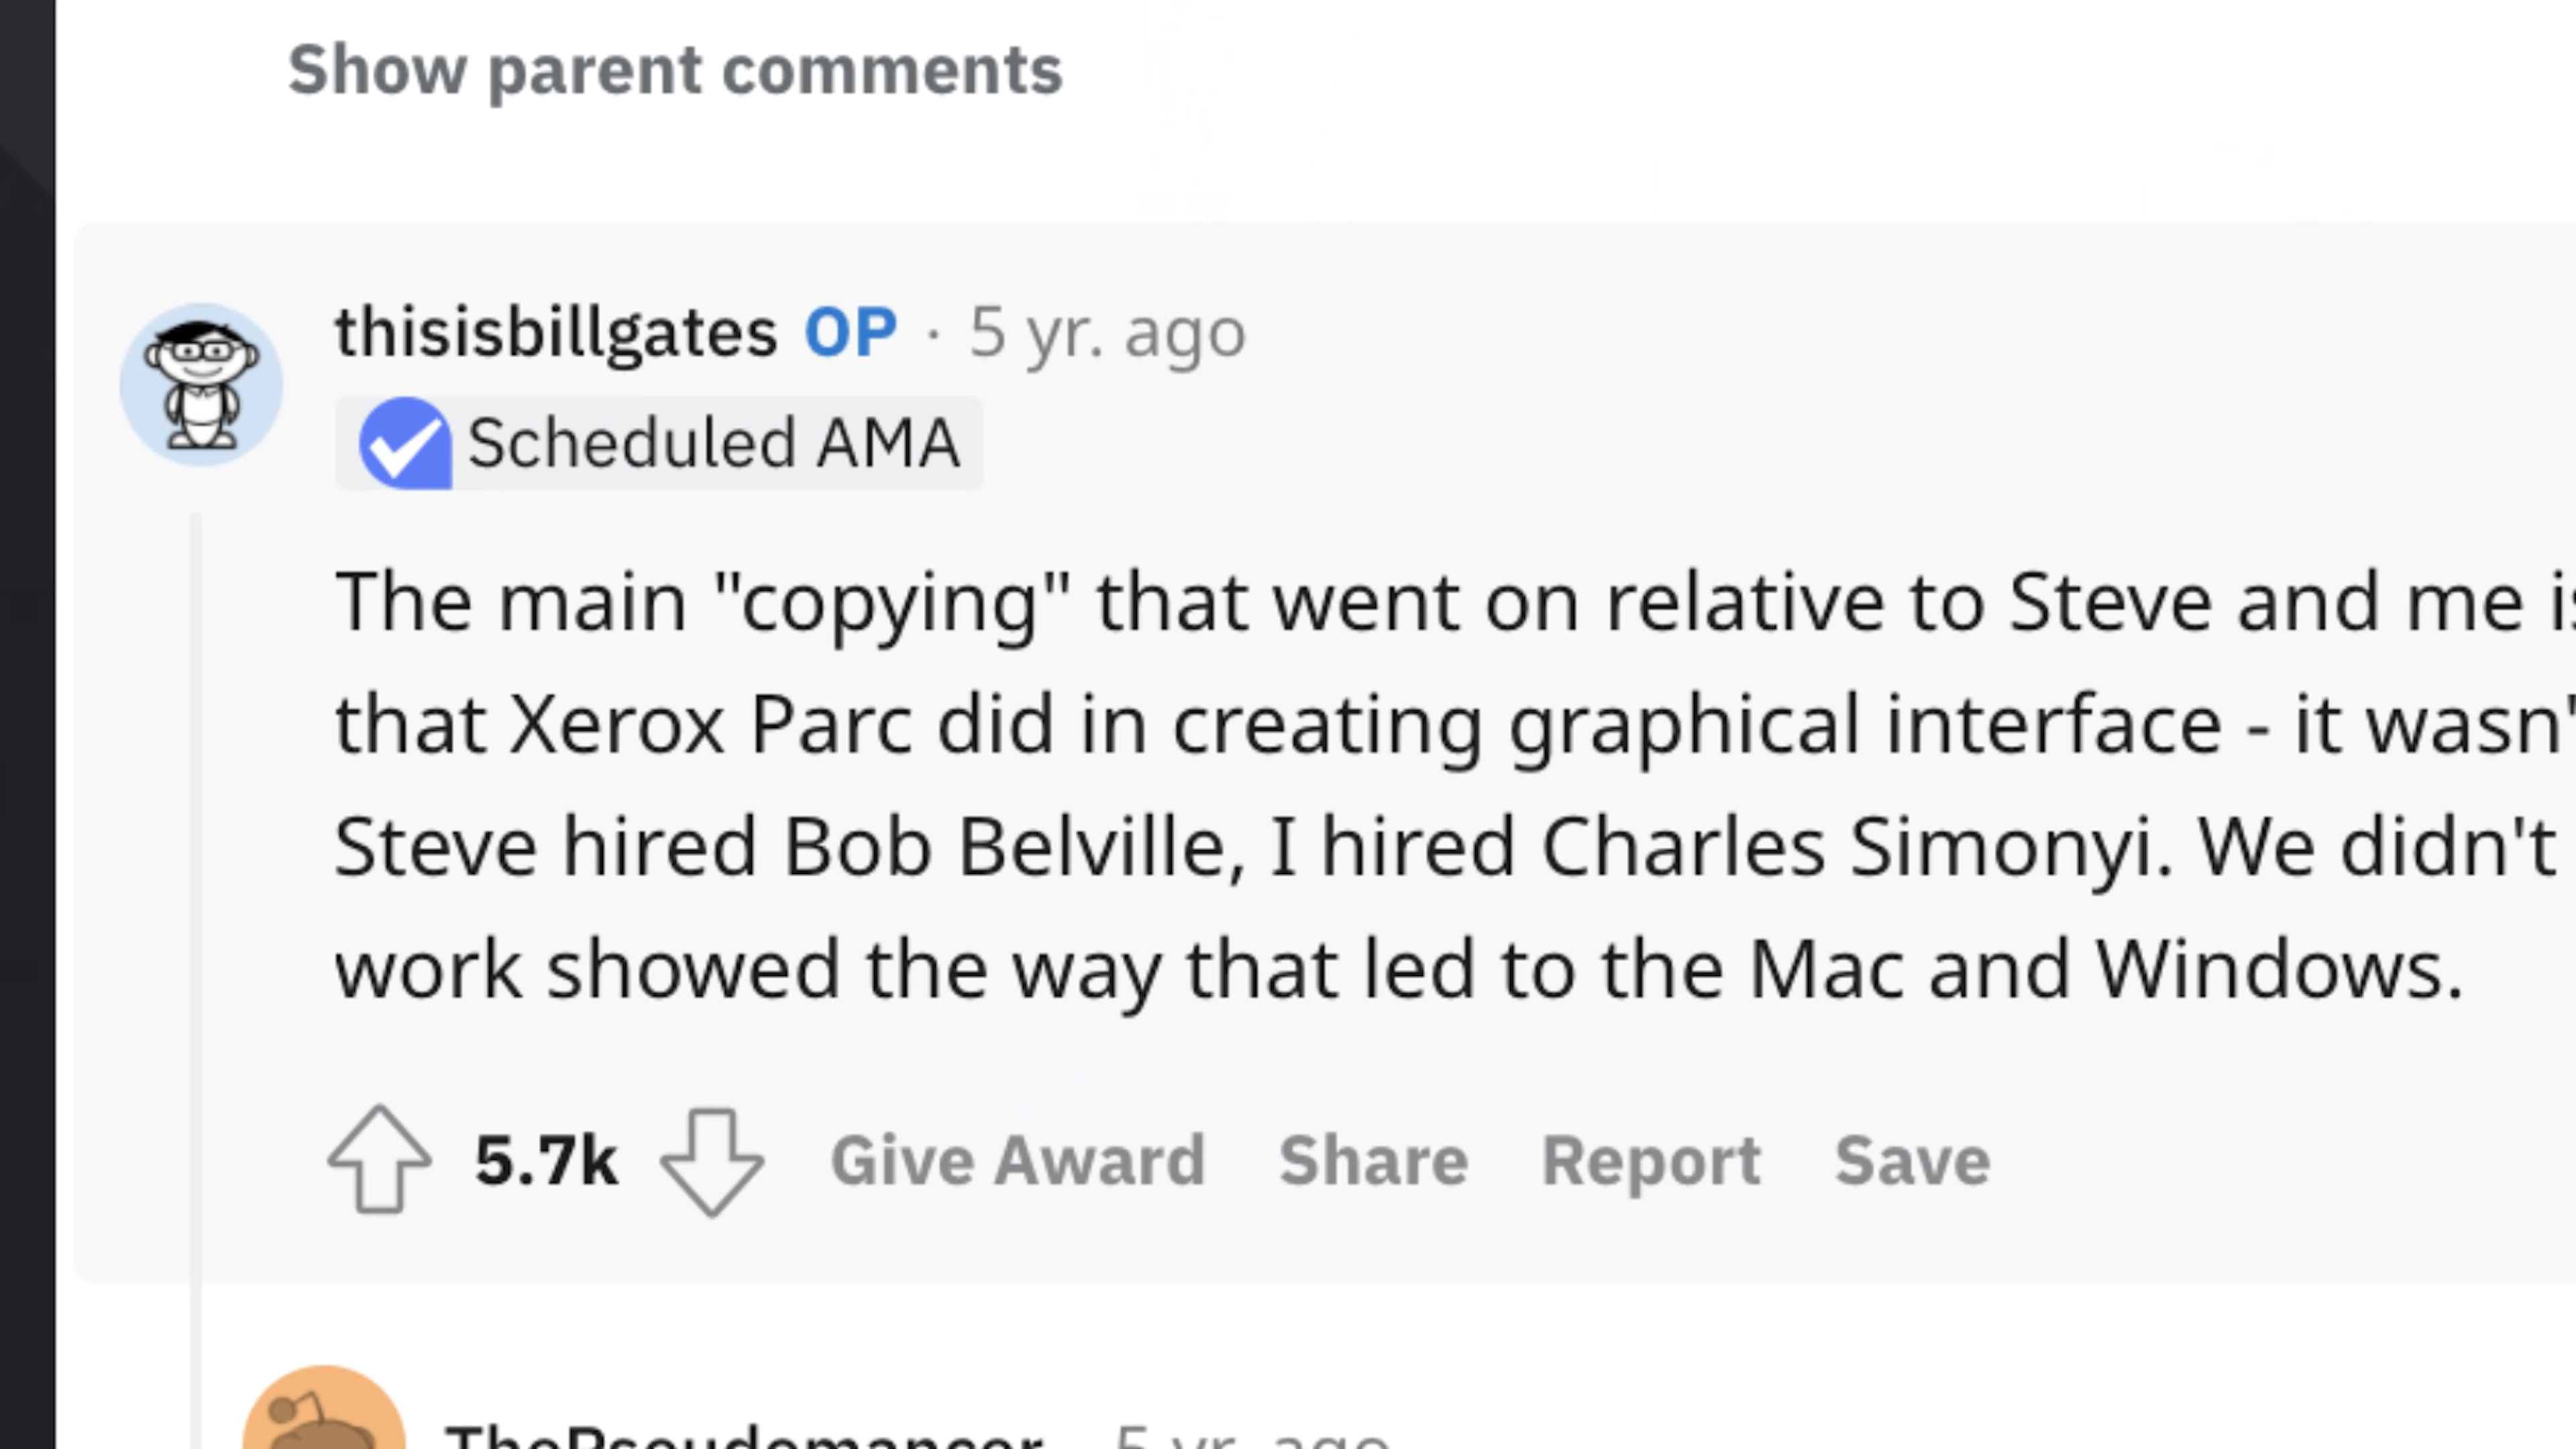 Show parent comments
thisisbillgates OP · 5 yr. ago
Scheduled AMA
The main "copying" that went on relative to Steve and me is
that Xerox Parc did in creating graphical interface - it wasn'
Steve hired Bob Belville, I hired Charles Simonyi. We didn't
work showed the way that led to the Mac and Windows.
5.7k Give Award Share Report Save
ThePseudomancer 5 yr. ago